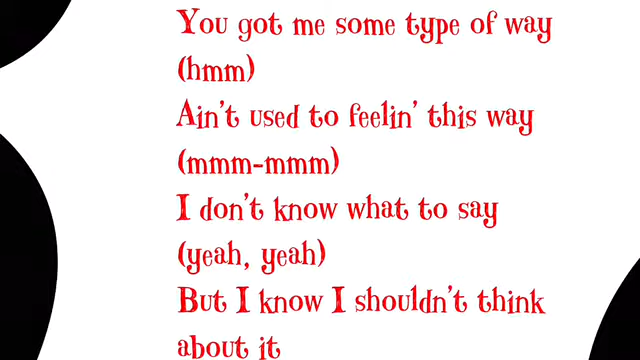 You got me some type of way
(hmm)
Ain't used to feelin' this way
(mmm-mmm)
I don't know what to say
(yeah, yeah)
But I know I shouldn't think
about it